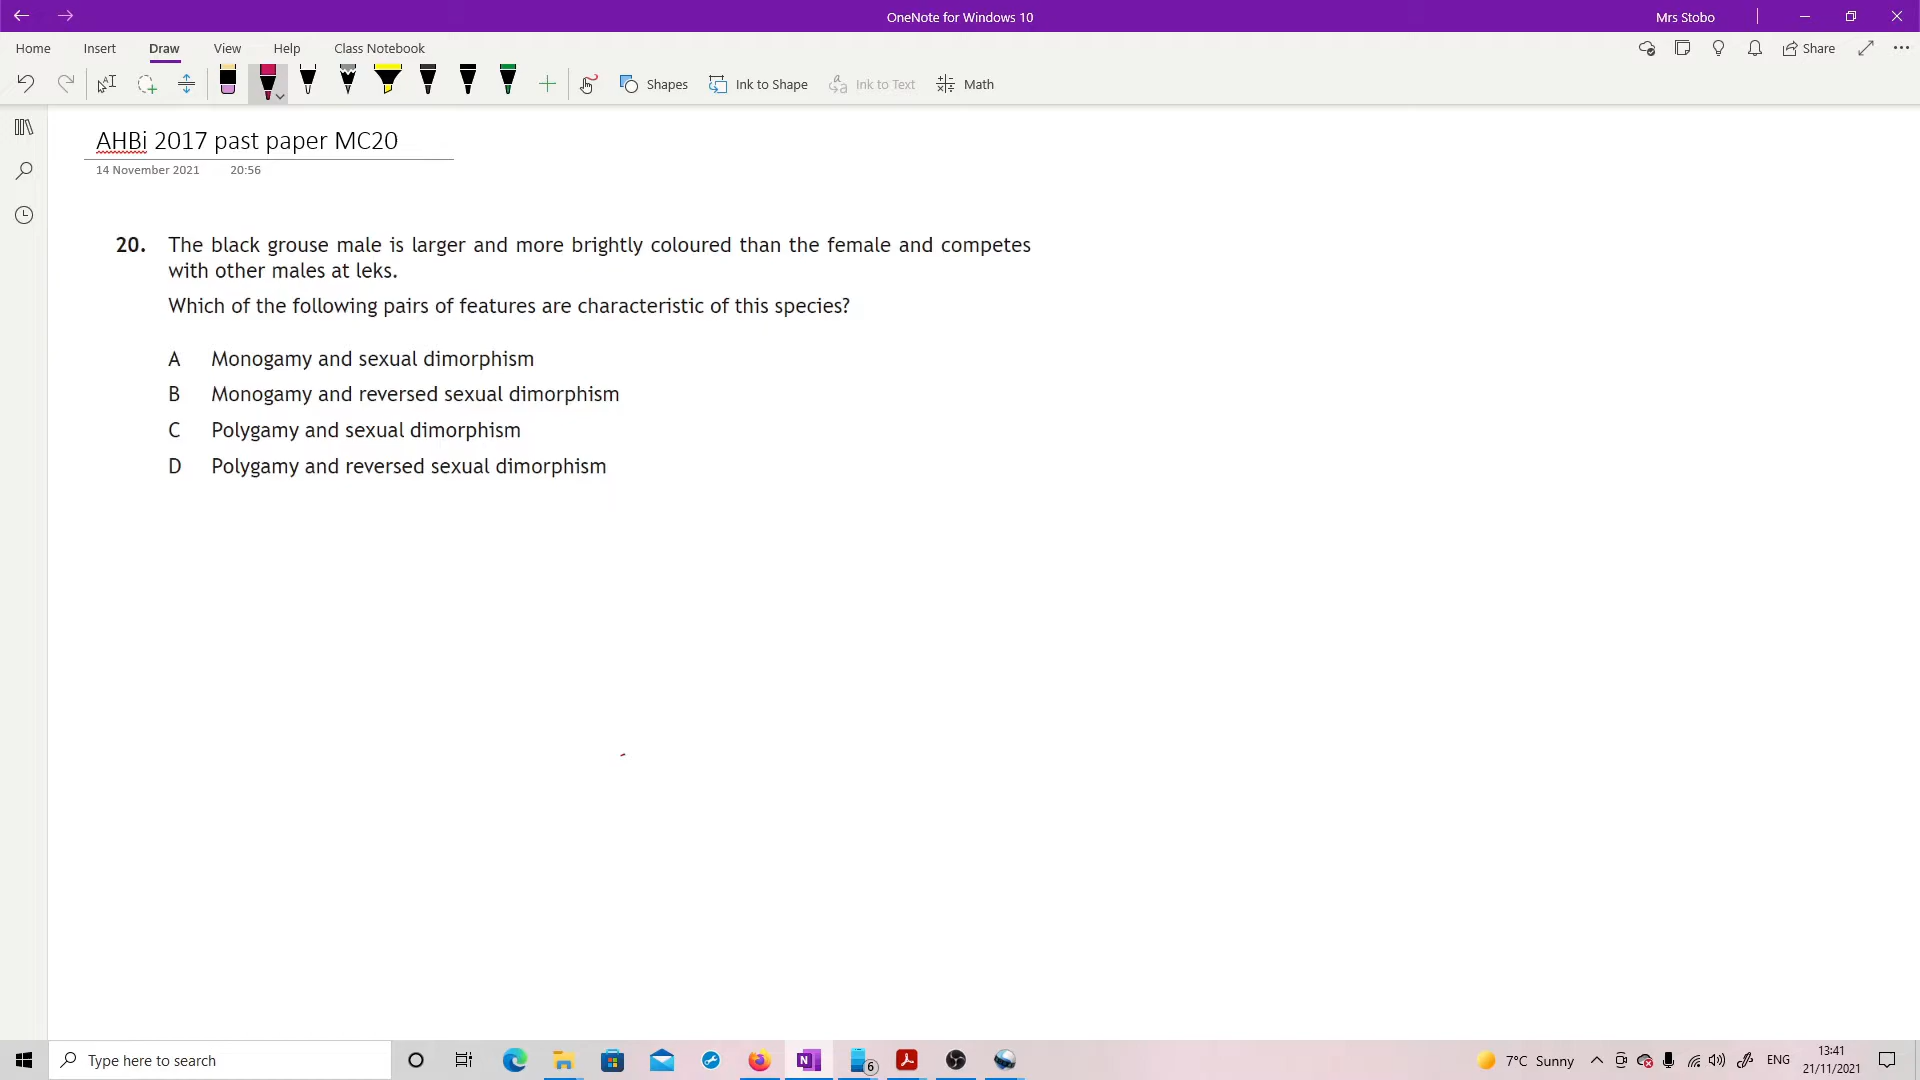 OneNote for Windows 10
Mrs Stobo
Home Insert Draw View Help Class Notebook
Share
Shapes Ink to Shape Ink to Text Math
AHBi 2017 past paper MC20
14 November 2021 20:56
20. The black grouse male is larger and more brightly coloured than the female and competes
with other males at leks.
Which of the following pairs of features are characteristic of this species?
A Monogamy and sexual dimorphism
B Monogamy and reversed sexual dimorphism
C Polygamy and sexual dimorphism
D Polygamy and reversed sexual dimorphism
Type here to search
6
7°C Sunny
ENG
13:41
21/11/2021